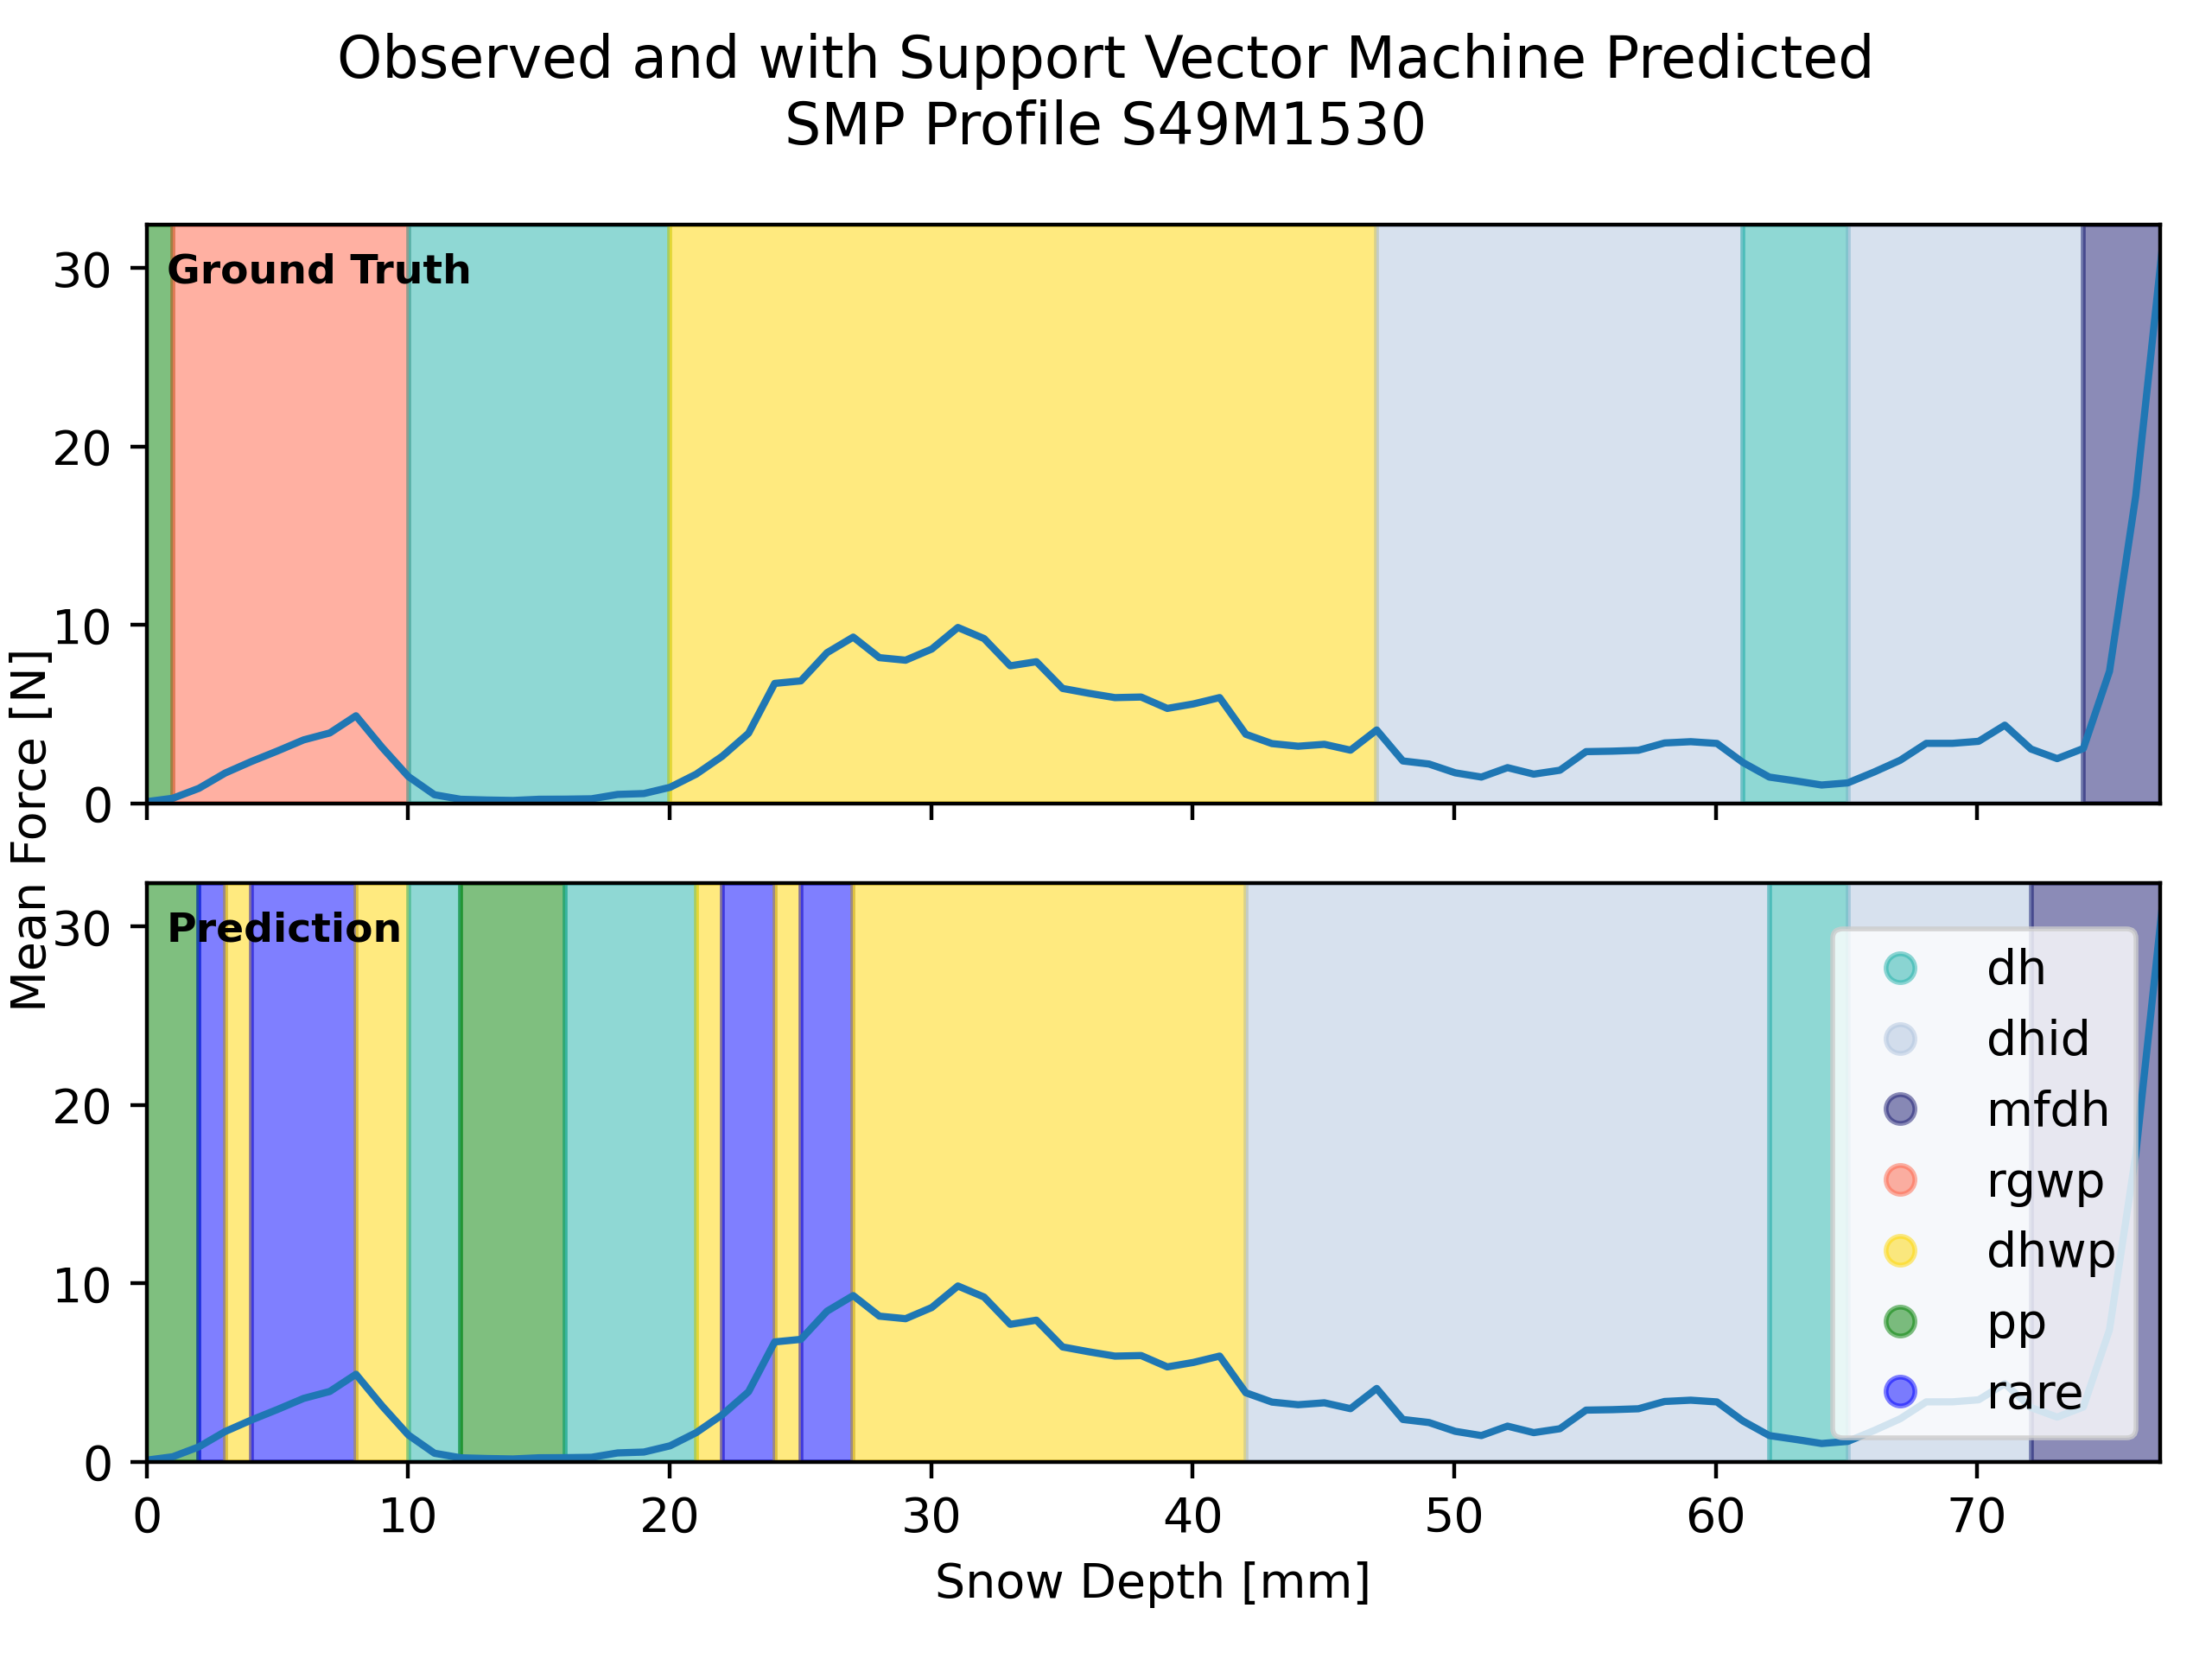 Observed and with Support Vector Machine Predicted
SMP Profile S49M1530
Mean Force [N]
30
20
10
0
Ground Truth
30
20
10
0
Prediction
dh
dhid
mfdh
rgwp
dhwp
pp
rare
0 10 20 30 40 50 60 70
Snow Depth [mm]